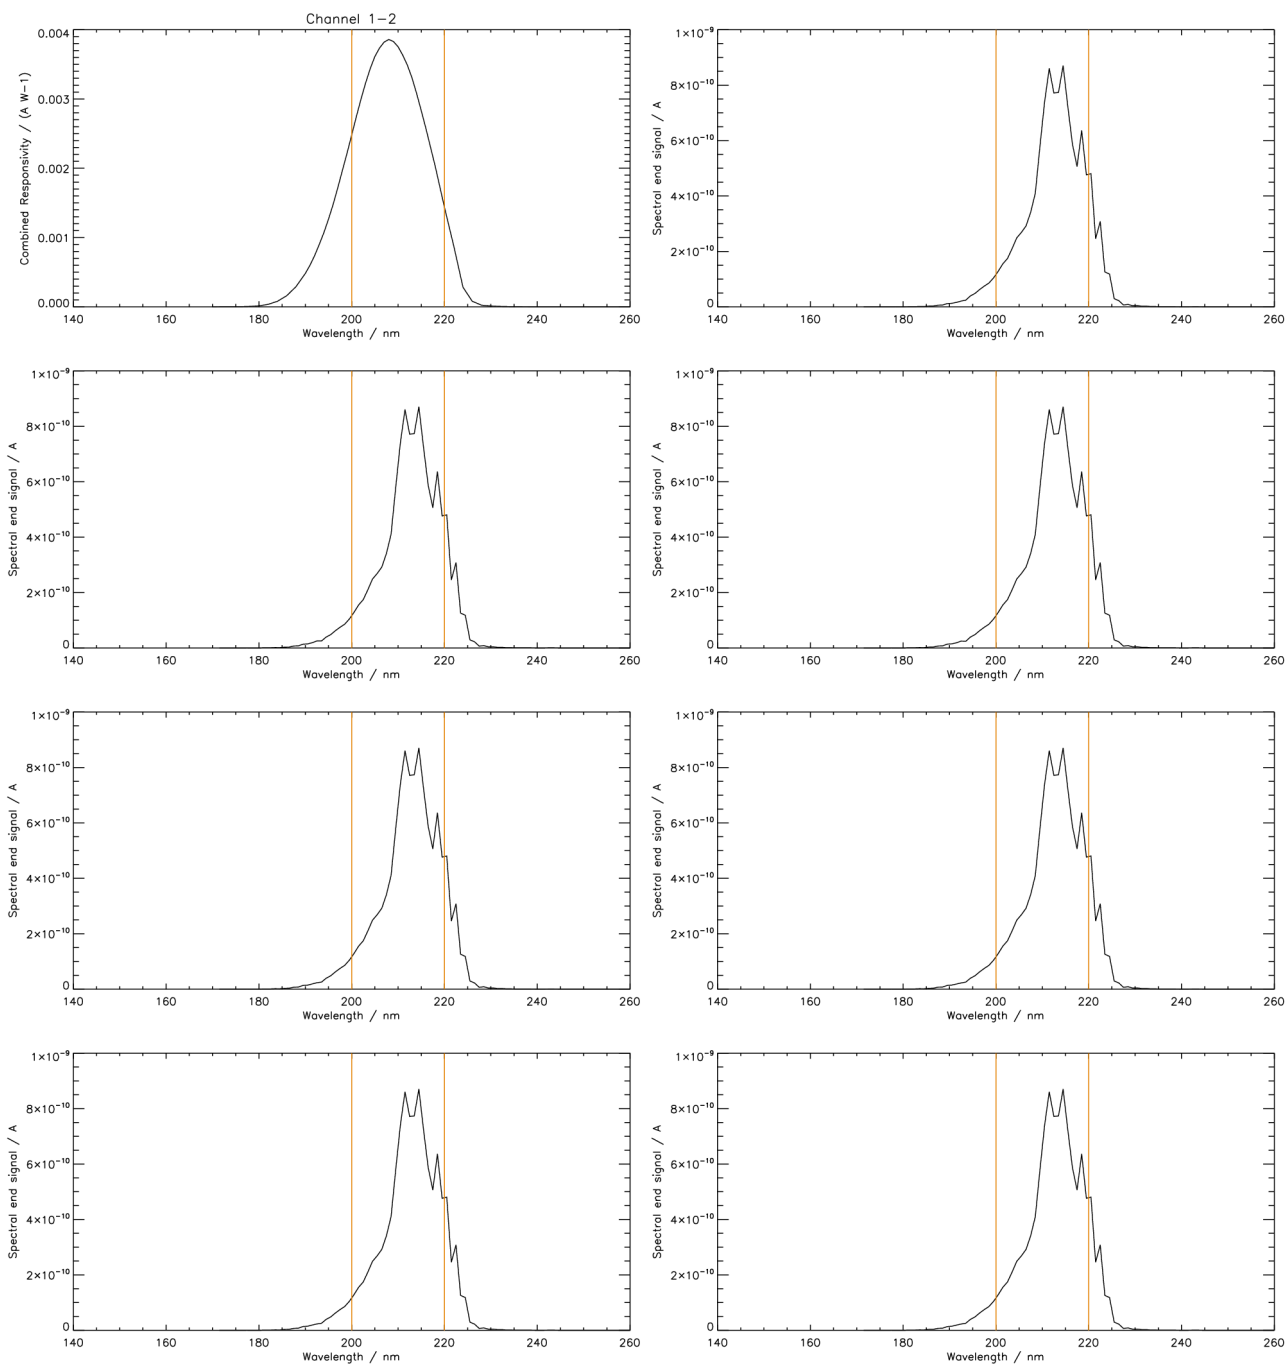 Channel 1-2
Combined Responsivity / (A W-1)
0.004
0.003
0.002
0.001
0.000
140 160 180 200 220 240 260
Wavelength / nm
Spectral end signal / A
1×10⁻⁹
8×10⁻¹⁰
6×10⁻¹⁰
4×10⁻¹⁰
2×10⁻¹⁰
0
140 160 180 200 220 240 260
Wavelength / nm
Spectral end signal / A
1×10⁻⁹
8×10⁻¹⁰
6×10⁻¹⁰
4×10⁻¹⁰
2×10⁻¹⁰
0
140 160 180 200 220 240 260
Wavelength / nm
Spectral end signal / A
1×10⁻⁹
8×10⁻¹⁰
6×10⁻¹⁰
4×10⁻¹⁰
2×10⁻¹⁰
0
140 160 180 200 220 240 260
Wavelength / nm
Spectral end signal / A
1×10⁻⁹
8×10⁻¹⁰
6×10⁻¹⁰
4×10⁻¹⁰
2×10⁻¹⁰
0
140 160 180 200 220 240 260
Wavelength / nm
Spectral end signal / A
1×10⁻⁹
8×10⁻¹⁰
6×10⁻¹⁰
4×10⁻¹⁰
2×10⁻¹⁰
0
140 160 180 200 220 240 260
Wavelength / nm
Spectral end signal / A
1×10⁻⁹
8×10⁻¹⁰
6×10⁻¹⁰
4×10⁻¹⁰
2×10⁻¹⁰
0
140 160 180 200 220 240 260
Wavelength / nm
Spectral end signal / A
1×10⁻⁹
8×10⁻¹⁰
6×10⁻¹⁰
4×10⁻¹⁰
2×10⁻¹⁰
0
140 160 180 200 220 240 260
Wavelength / nm